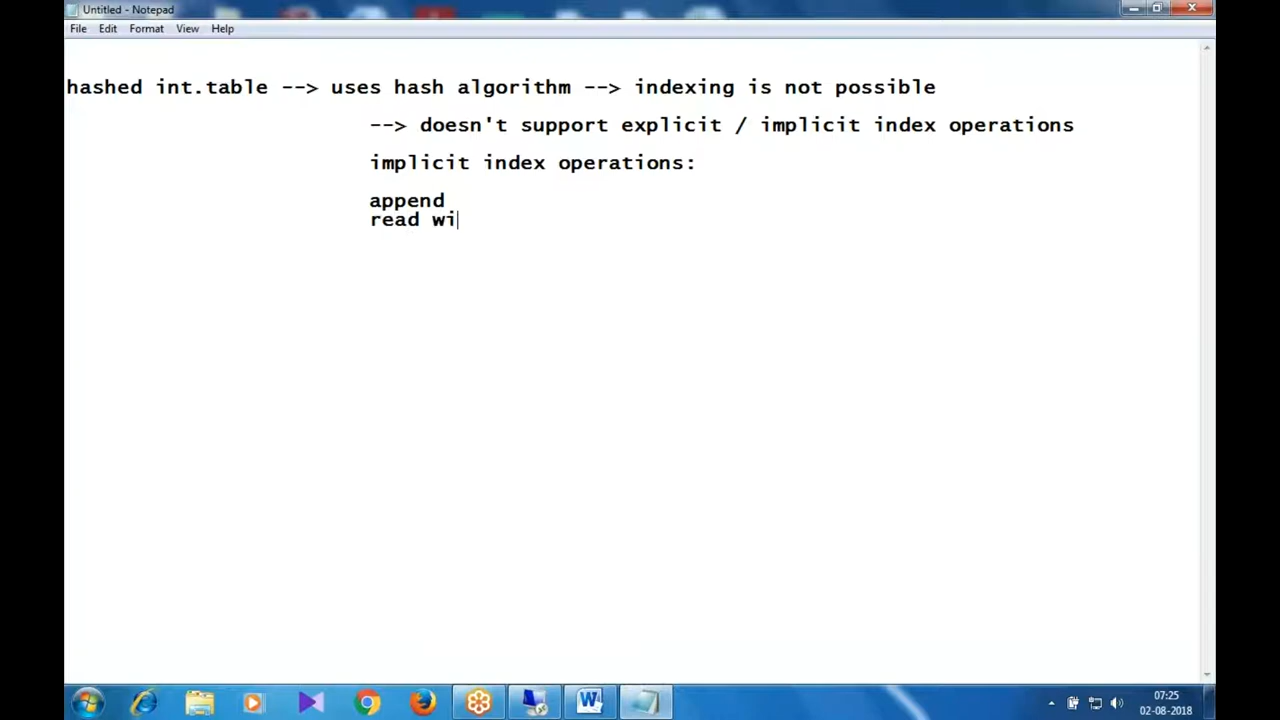 Untitled - Notepad
File Edit Format View Help
hashed int.table --> uses hash algorithm --> indexing is not possible
--> doesn't support explicit / implicit index operations
implicit index operations:
append
read wi
07:25
02-08-2018